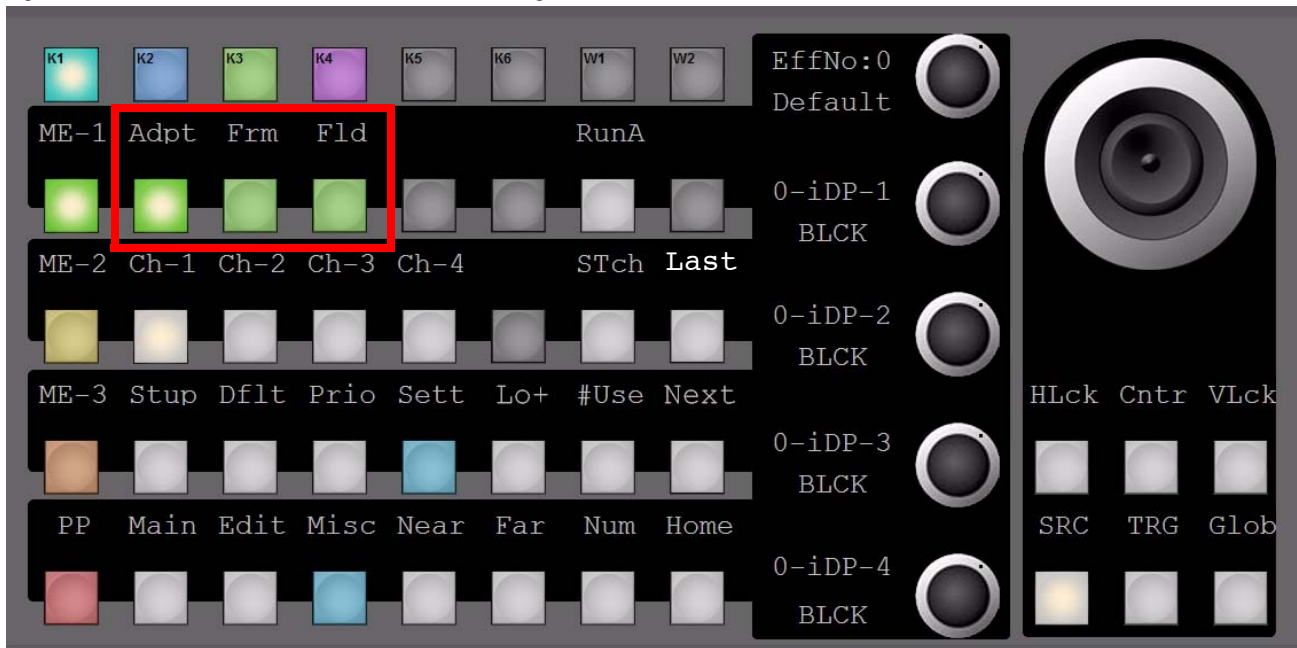 K1 K2 K3 K4 K5 K6 W1 W2
EffNo:0
Default
ME-1 Adpt Frm Fld RunA
0-iDP-1
BLCK
ME-2 Ch-1 Ch-2 Ch-3 Ch-4 STch Last
0-iDP-2
BLCK
ME-3 Stup Dflt Prio Sett Lo+ #Use Next
HLck Cntr VLck
0-iDP-3
BLCK
PP Main Edit Misc Near Far Num Home
SRC TRG Glob
0-iDP-4
BLCK